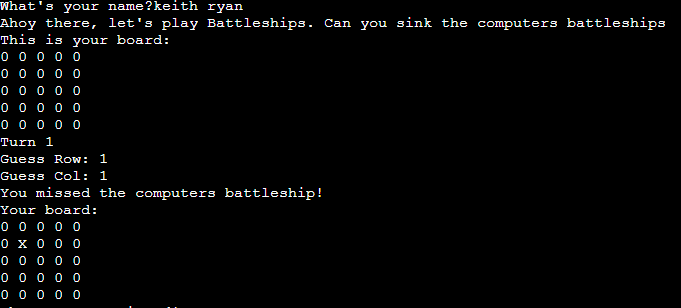 What's your name?keith ryan
Ahoy there, let's play Battleships. Can you sink the computers battleships
This is your board:
0 0 0 0 0
0 0 0 0 0
0 0 0 0 0
0 0 0 0 0
0 0 0 0 0
Turn 1
Guess Row: 1
Guess Col: 1
You missed the computers battleship!
Your board:
0 0 0 0 0
0 X 0 0 0
0 0 0 0 0
0 0 0 0 0
0 0 0 0 0